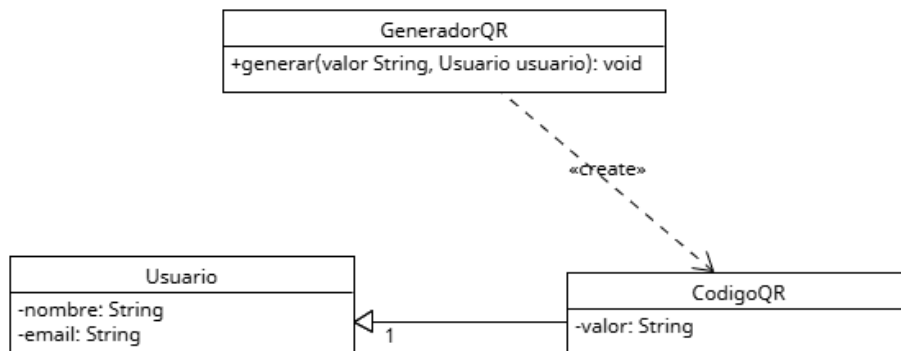 GeneradorQR
+generar(valor String, Usuario usuario): void
«create»
Usuario
-nombre: String
-email: String
1
CodigoQR
-valor: String